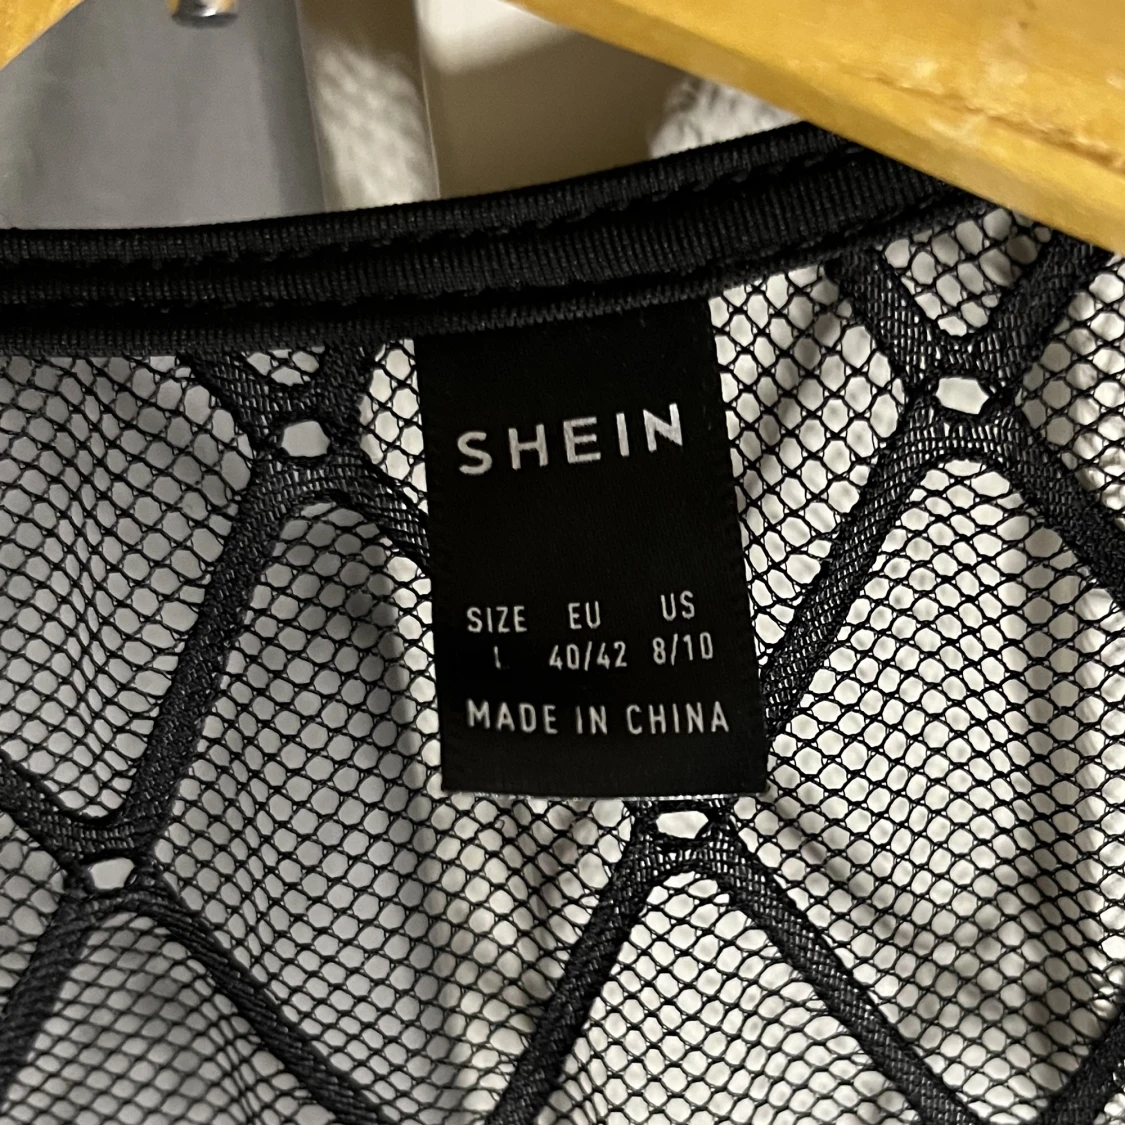 SHEIN
SIZE EU US
L 40/42 8/10
MADE IN CHINA